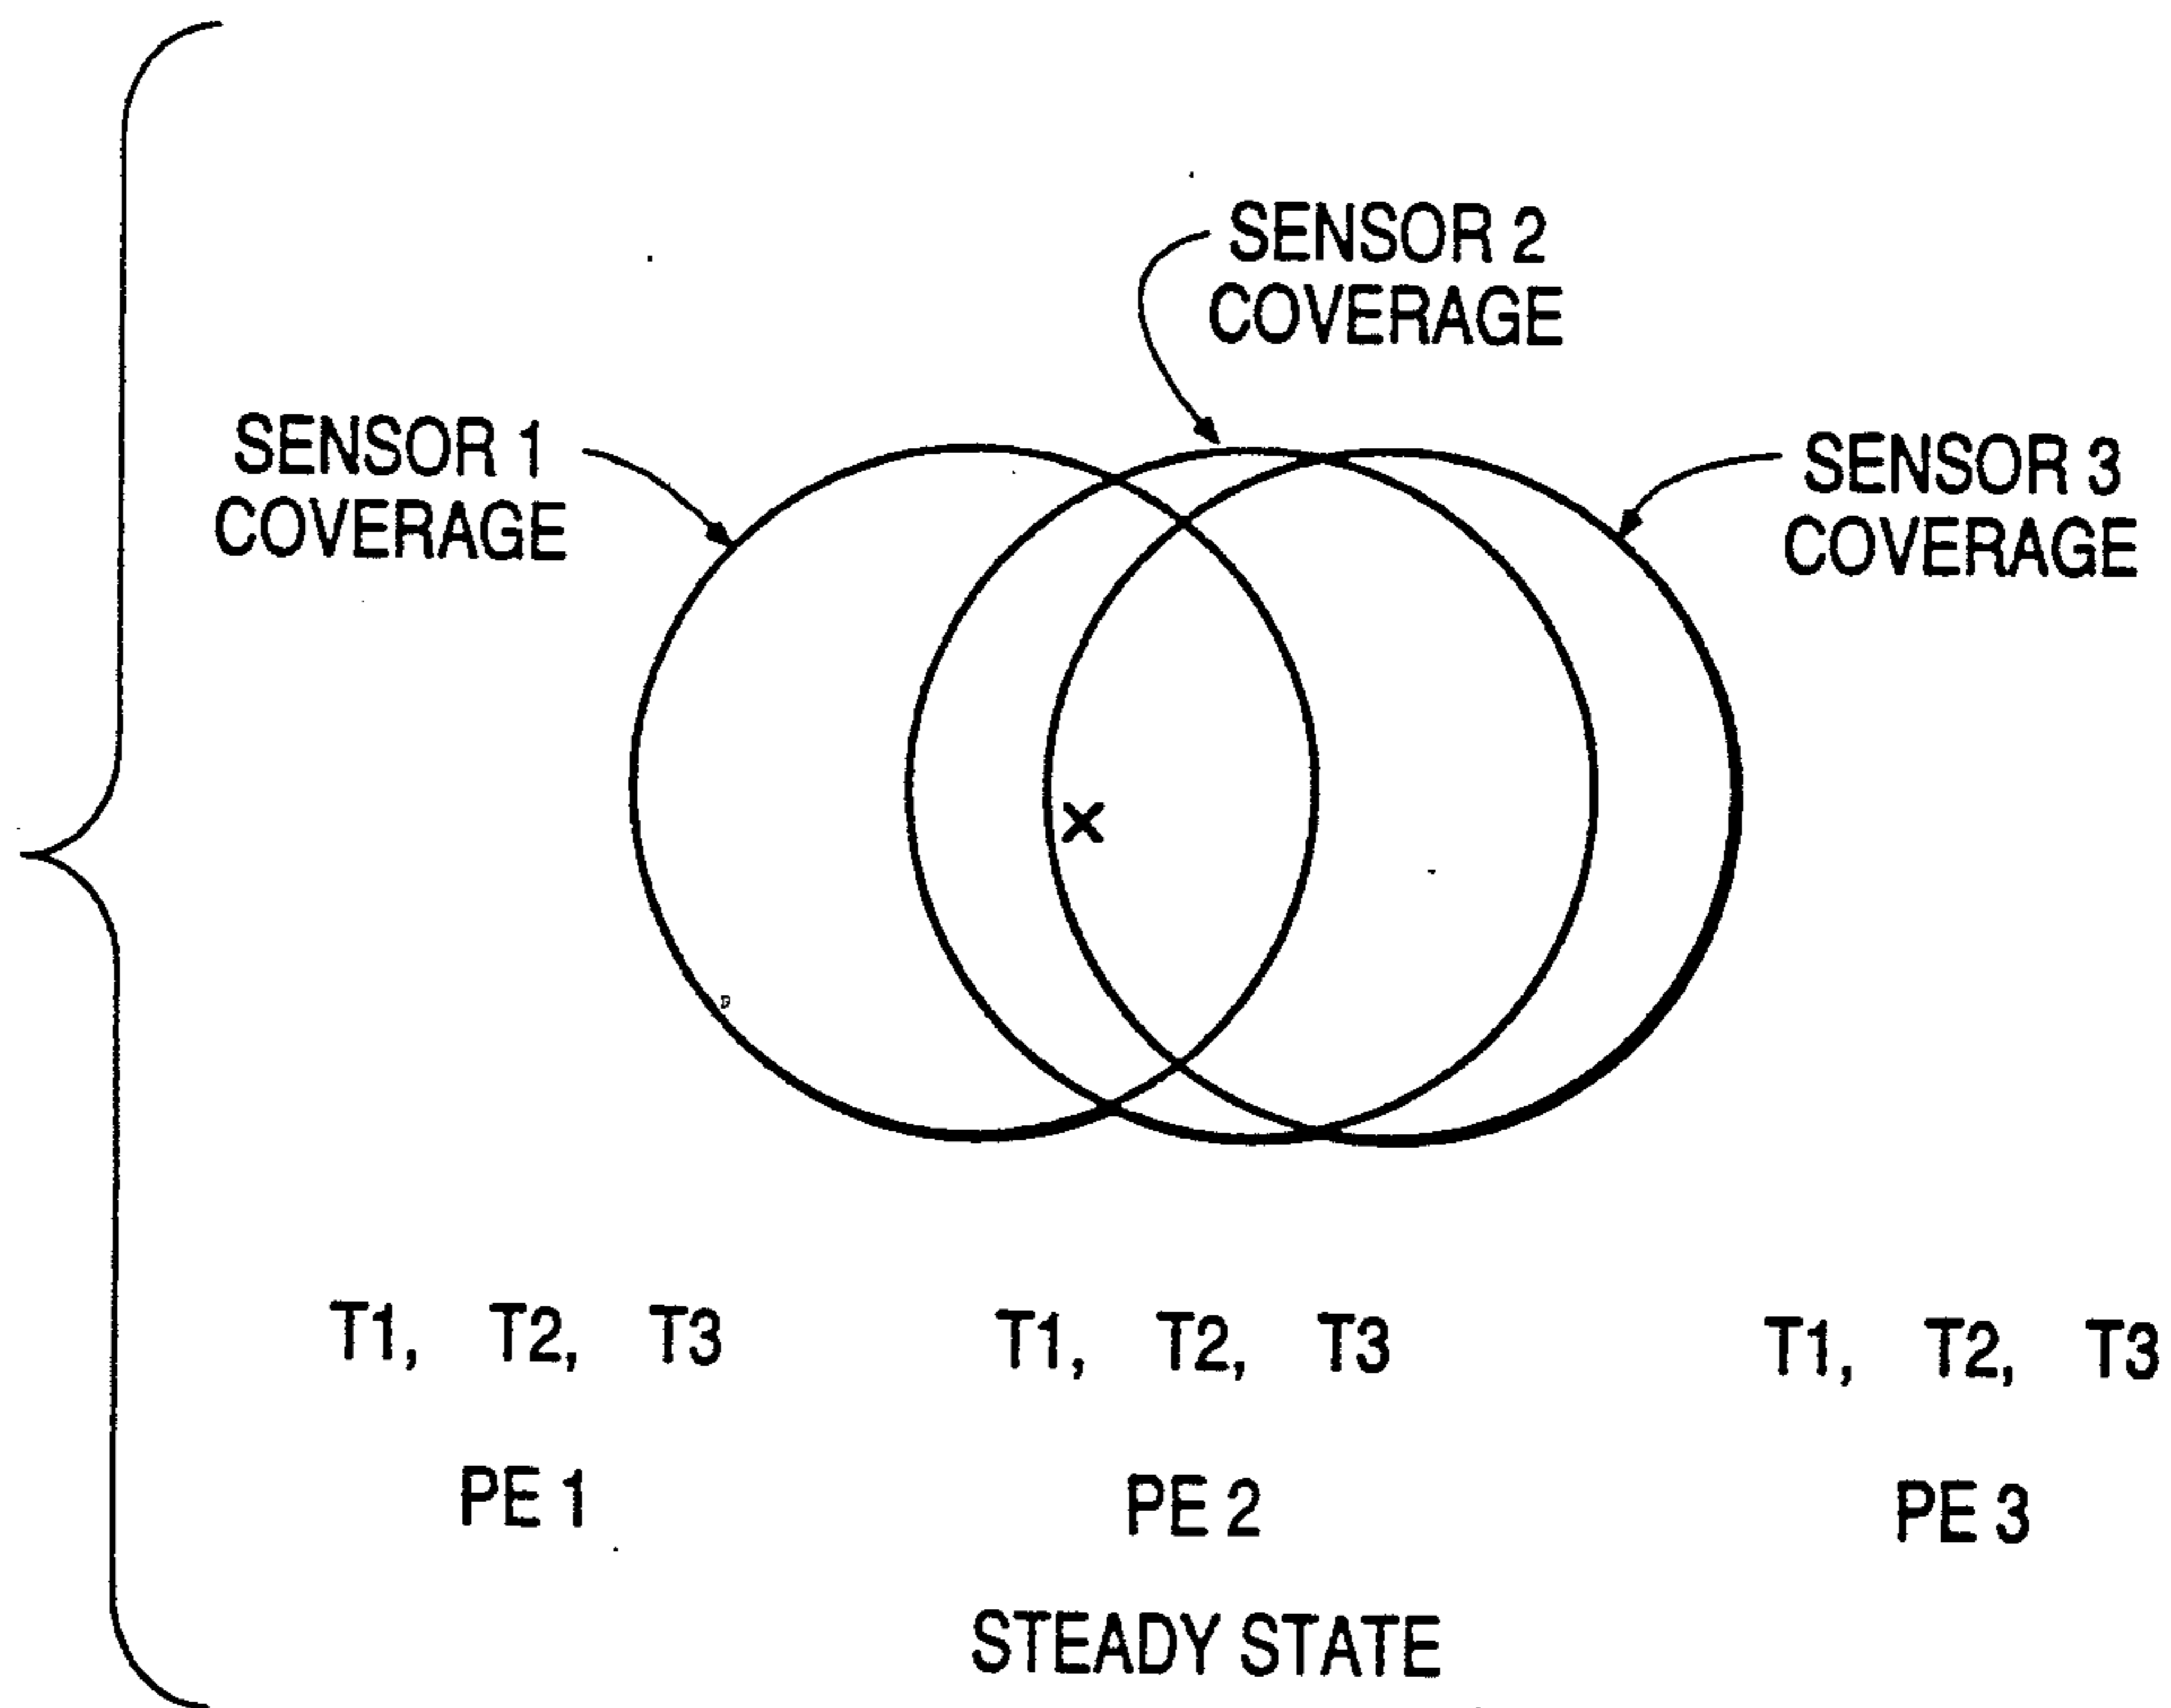 SENSOR 2
COVERAGE
SENSOR 1
COVERAGE
SENSOR 3
COVERAGE
X
T1, T2, T3
T1, T2, T3
T1, T2, T3
PE 1
PE 2
PE 3
STEADY STATE